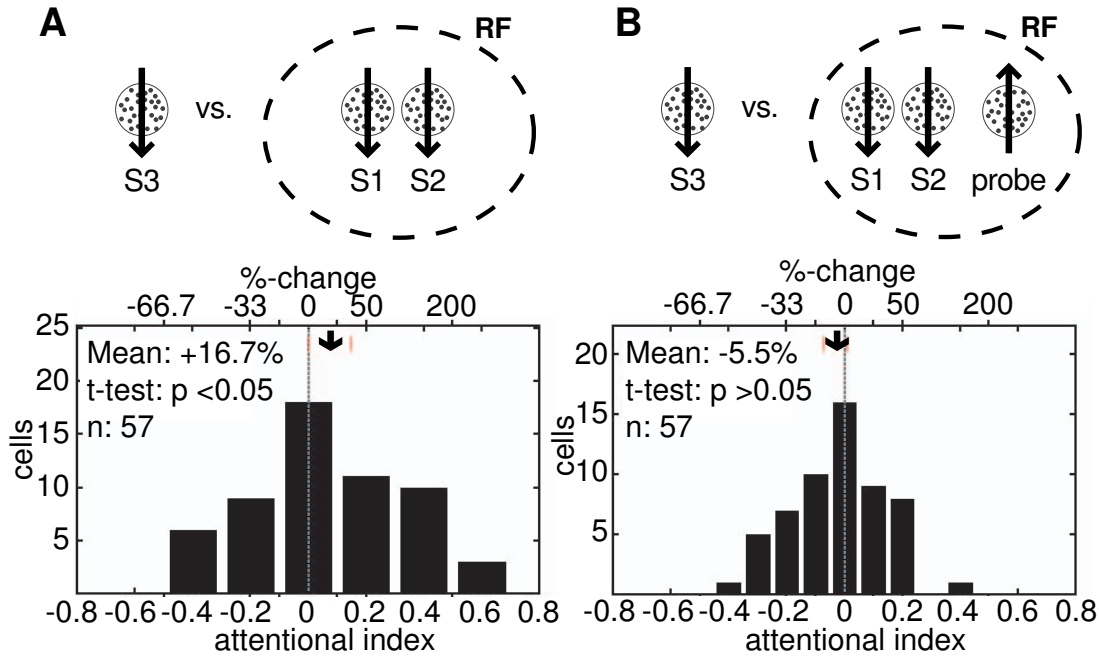 A
RF
vs.
S3
S1 S2
%-change
-66.7 -33 0 50 200
25
20
15
10
5
cells
Mean: +16.7%
t-test: p <0.05
n: 57
-0.8 -0.6 -0.4 -0.2 0 0.2 0.4 0.6 0.8
attentional index
B
RF
vs.
S3
S1 S2 probe
%-change
-66.7 -33 0 50 200
20
15
10
5
cells
Mean: -5.5%
t-test: p >0.05
n: 57
-0.8 -0.6 -0.4 -0.2 0 0.2 0.4 0.6 0.8
attentional index